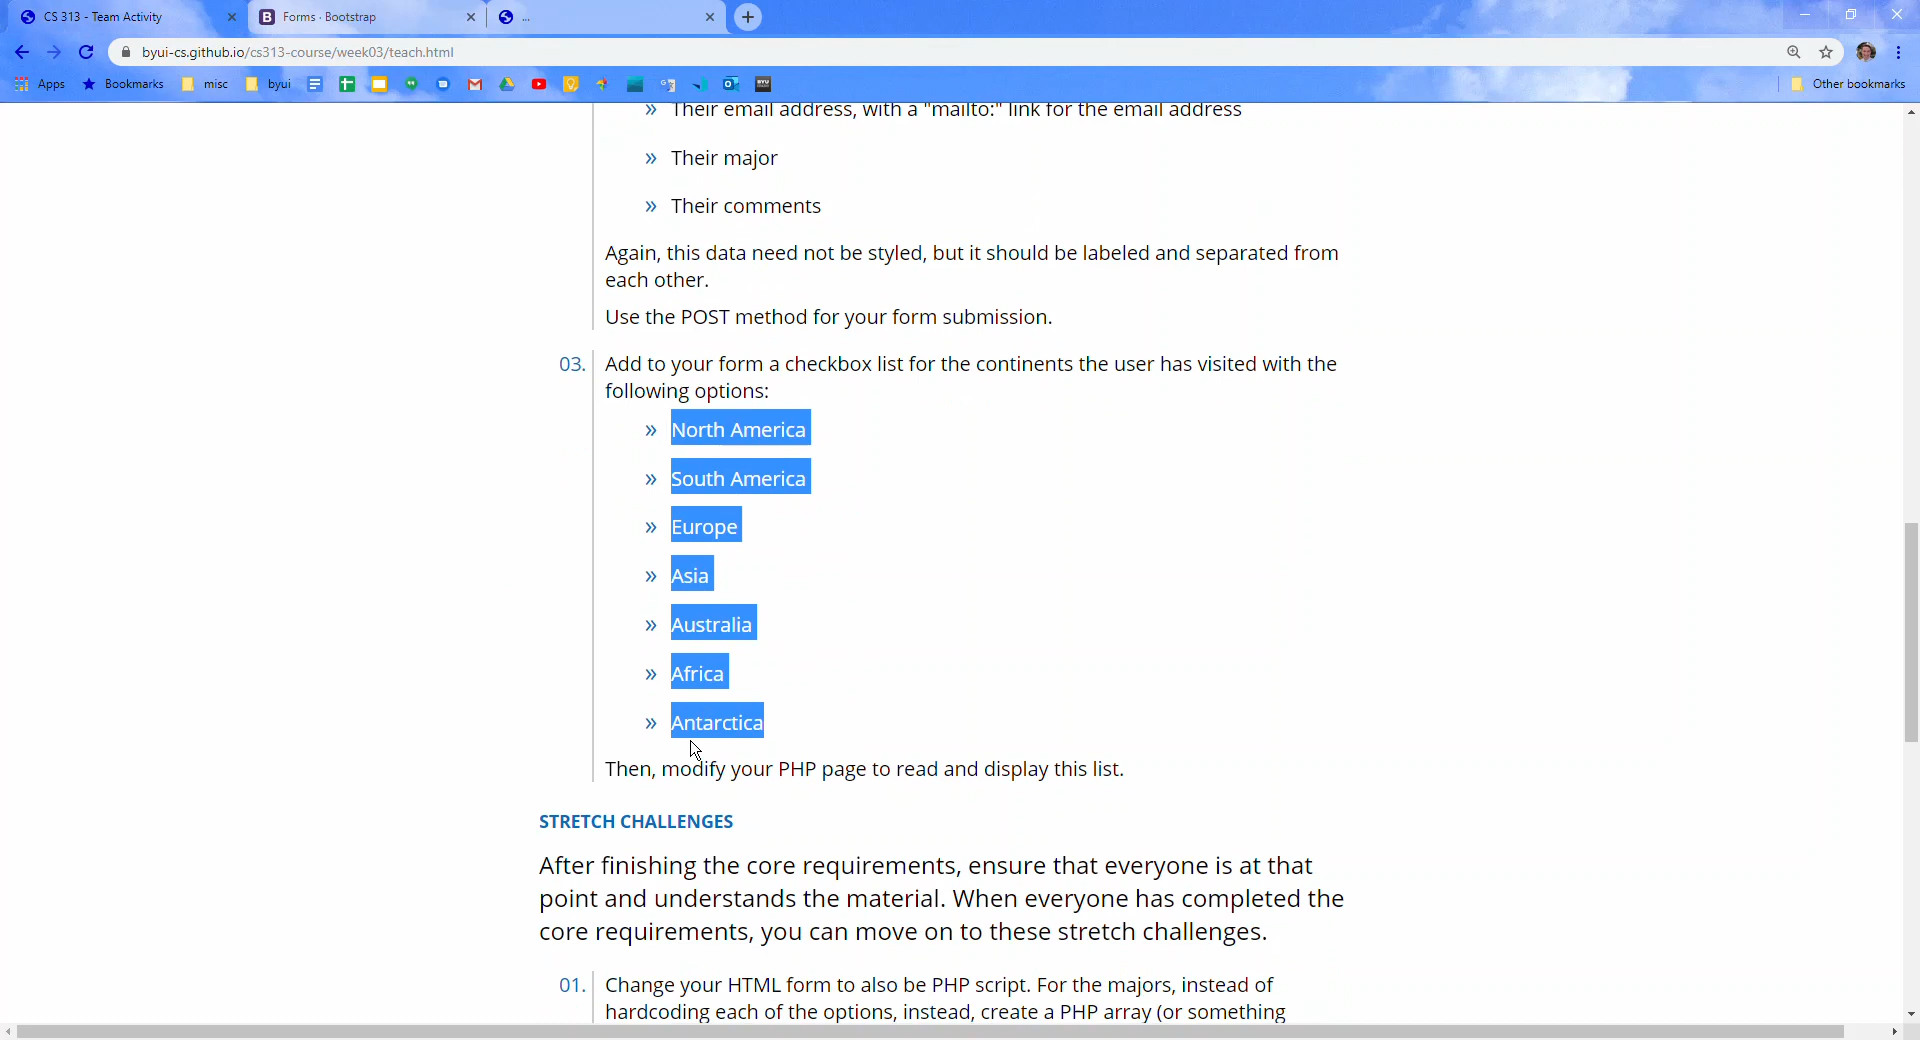 CS 313 - Team Activity
Forms · Bootstrap
...
byui-cs.github.io/cs313-course/week03/teach.html
Apps
Bookmarks
misc
byui
Other bookmarks
» Their email address, with a "mailto:" link for the email address
» Their major
» Their comments
Again, this data need not be styled, but it should be labeled and separated from
each other.
Use the POST method for your form submission.
03. Add to your form a checkbox list for the continents the user has visited with the
following options:
» North America
» South America
» Europe
» Asia
» Australia
» Africa
» Antarctica
Then, modify your PHP page to read and display this list.
STRETCH CHALLENGES
After finishing the core requirements, ensure that everyone is at that
point and understands the material. When everyone has completed the
core requirements, you can move on to these stretch challenges.
01. Change your HTML form to also be PHP script. For the majors, instead of
hardcoding each of the options, instead, create a PHP array (or something